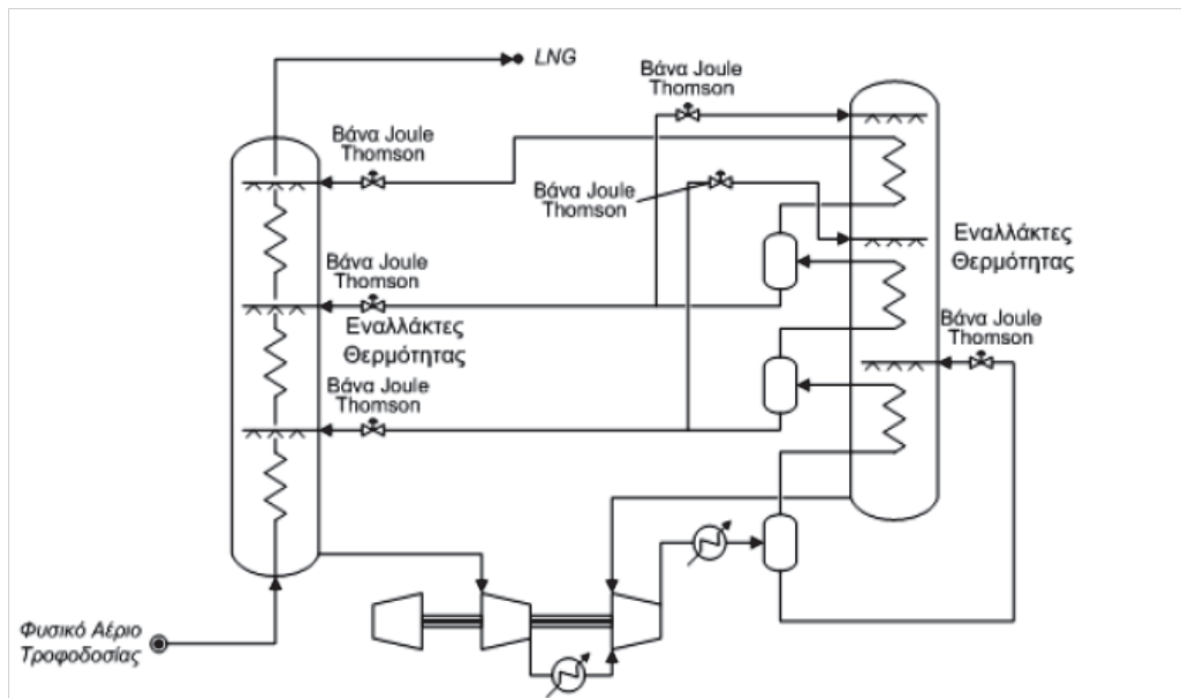 LNG
Βάνα Joule
Thomson
Βάνα Joule
Thomson
Βάνα Joule
Thomson
Εναλλάκτες
Θερμότητας
Βάνα Joule
Thomson
Εναλλάκτες
Θερμότητας
Βάνα Joule
Thomson
Βάνα Joule
Thomson
Φυσικό Αέριο
Τροφοδοσίας